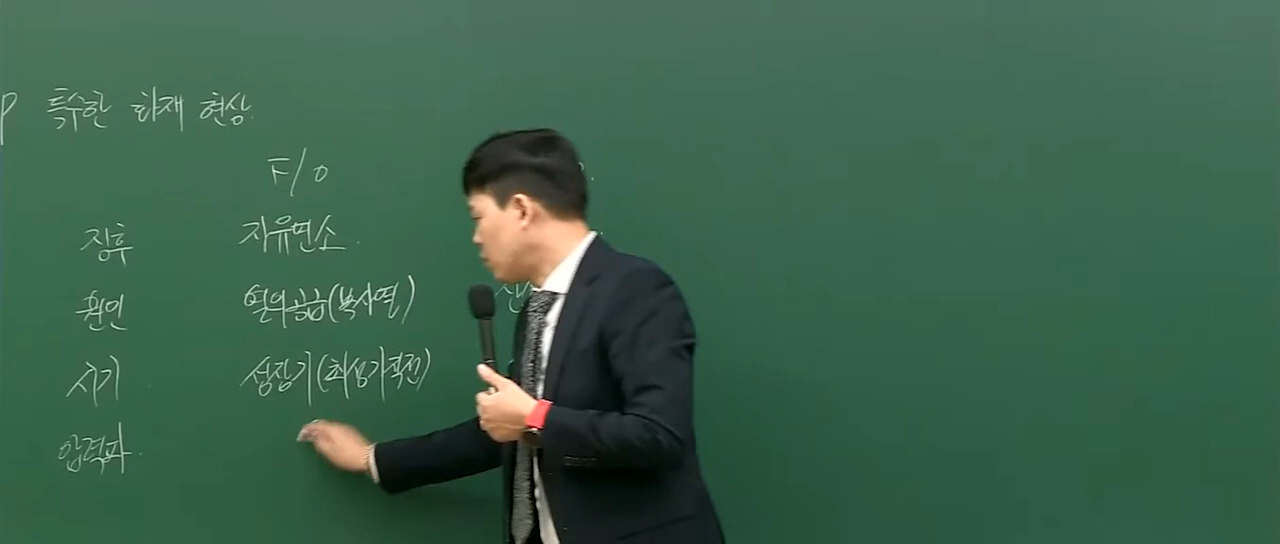 P 특수한 화재 현상.
F/O
징후 자유연소.
원인 열의공급(복사열) 산
시기 성장기(최성기직전)
압력파.